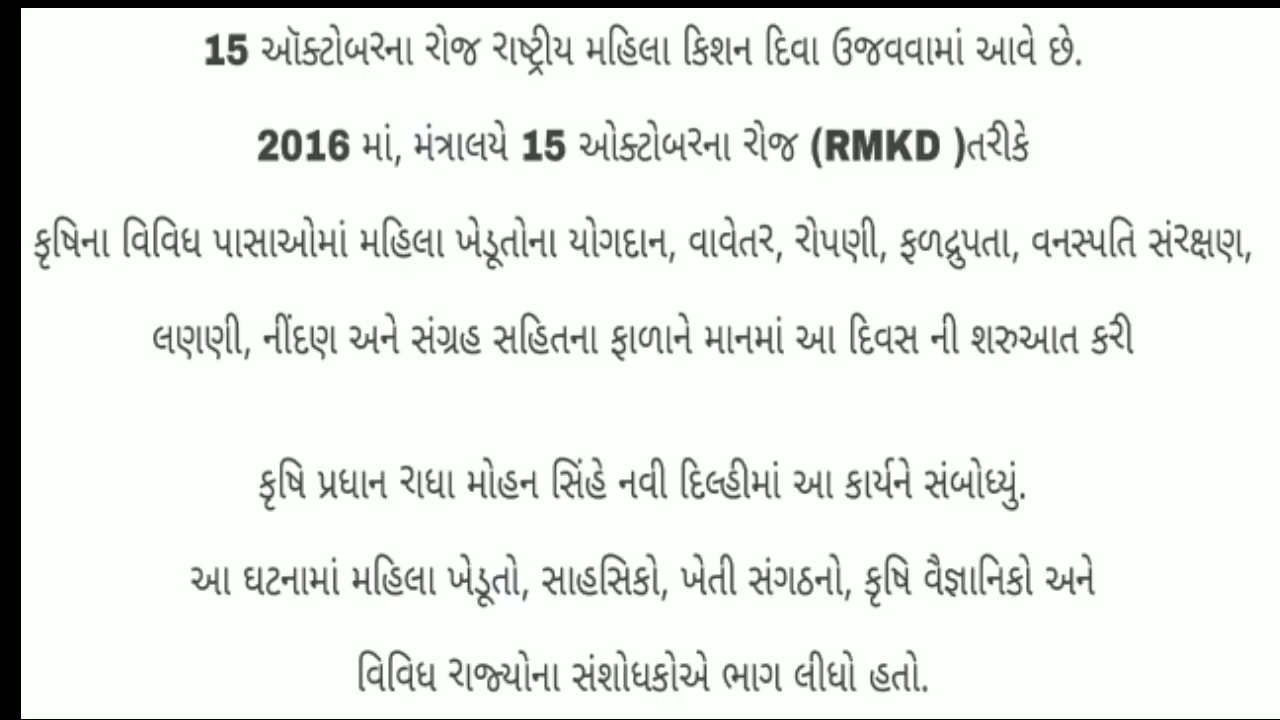 15 ઑક્ટોબરના રોજ રાષ્ટ્રીય મહિલા કિશન દિવા ઉજવવામાં આવે છે.
2016 માં, મંત્રાલયે 15 ઓક્ટોબરના રોજ (RMKD )તરીકે
કૃષિના વિવિધ પાસાઓમાં મહિલા ખેડૂતોના યોગદાન, વાવેતર, રોપણી, ફળદ્રુપતા, વનસ્પતિ સંરક્ષણ,
લણણી, નીંદણ અને સંગ્રહ સહિતના ફાળાને માનમાં આ દિવસ ની શરુઆત કરી
કૃષિ પ્રધાન રાધા મોહન સિંહે નવી દિલ્હીમાં આ કાર્યને સંબોધ્યું.
આ ઘટનામાં મહિલા ખેડૂતો, સાહસિકો, ખેતી સંગઠનો, કૃષિ વૈજ્ઞાનિકો અને
વિવિધ રાજ્યોના સંશોધકોએ ભાગ લીધો હતો.